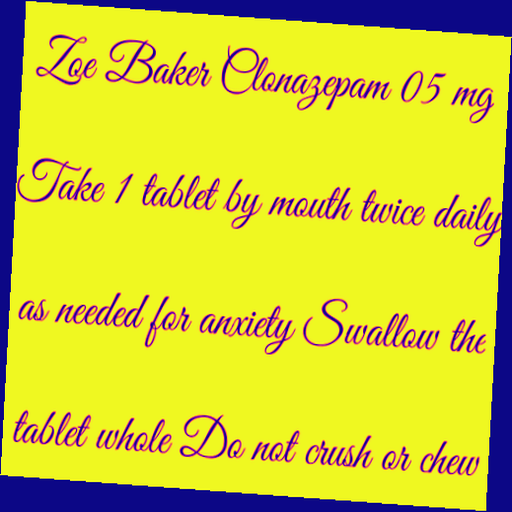 Zoe Baker Clonazepam 05 mg
Take 1 tablet by mouth twice daily
as needed for anxiety Swallow the
tablet whole Do not crush or chew